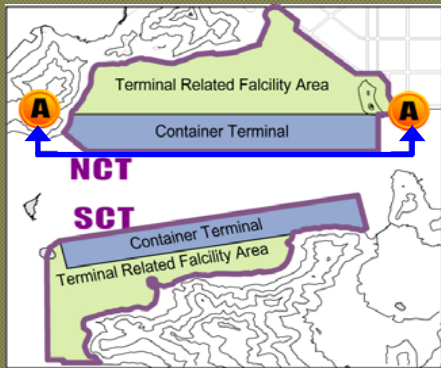 Terminal Related Falcility Area
A
A
Container Terminal
NCT
SCT
Container Terminal
Terminal Related Falcility Area